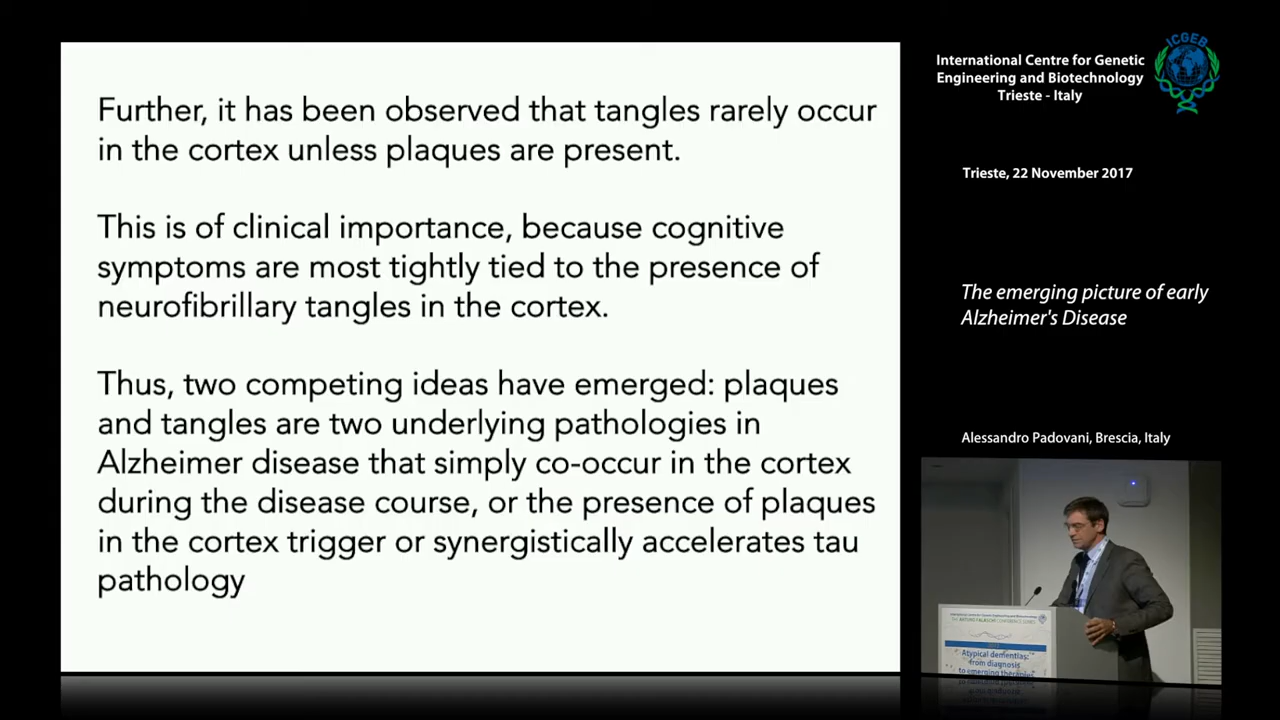 Further, it has been observed that tangles rarely occur
in the cortex unless plaques are present.
This is of clinical importance, because cognitive
symptoms are most tightly tied to the presence of
neurofibrillary tangles in the cortex.
Thus, two competing ideas have emerged: plaques
and tangles are two underlying pathologies in
Alzheimer disease that simply co-occur in the cortex
during the disease course, or the presence of plaques
in the cortex trigger or synergistically accelerates tau
pathology
International Centre for Genetic
Engineering and Biotechnology
Trieste - Italy
ICGEB
Trieste, 22 November 2017
The emerging picture of early
Alzheimer's Disease
Alessandro Padovani, Brescia, Italy
Atypical dementias:
from diagnosis
to emerging therapies